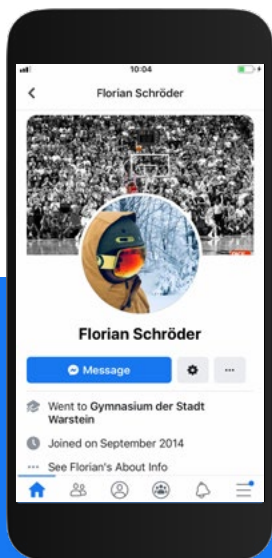 10:04
Florian Schröder
Florian Schröder
Message
Went to Gymnasium der Stadt
Warstein
Joined on September 2014
See Florian's About Info